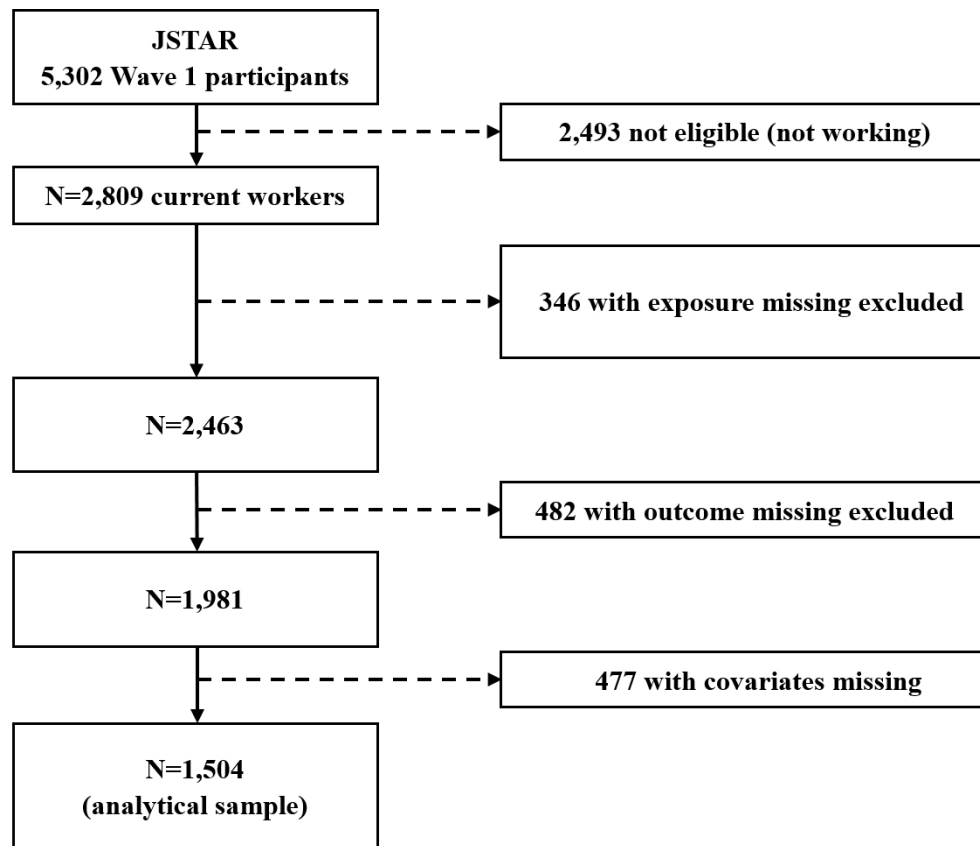 JSTAR
5,302 Wave 1 participants
2,493 not eligible (not working)
N=2,809 current workers
346 with exposure missing excluded
N=2,463
482 with outcome missing excluded
N=1,981
477 with covariates missing
N=1,504
(analytical sample)